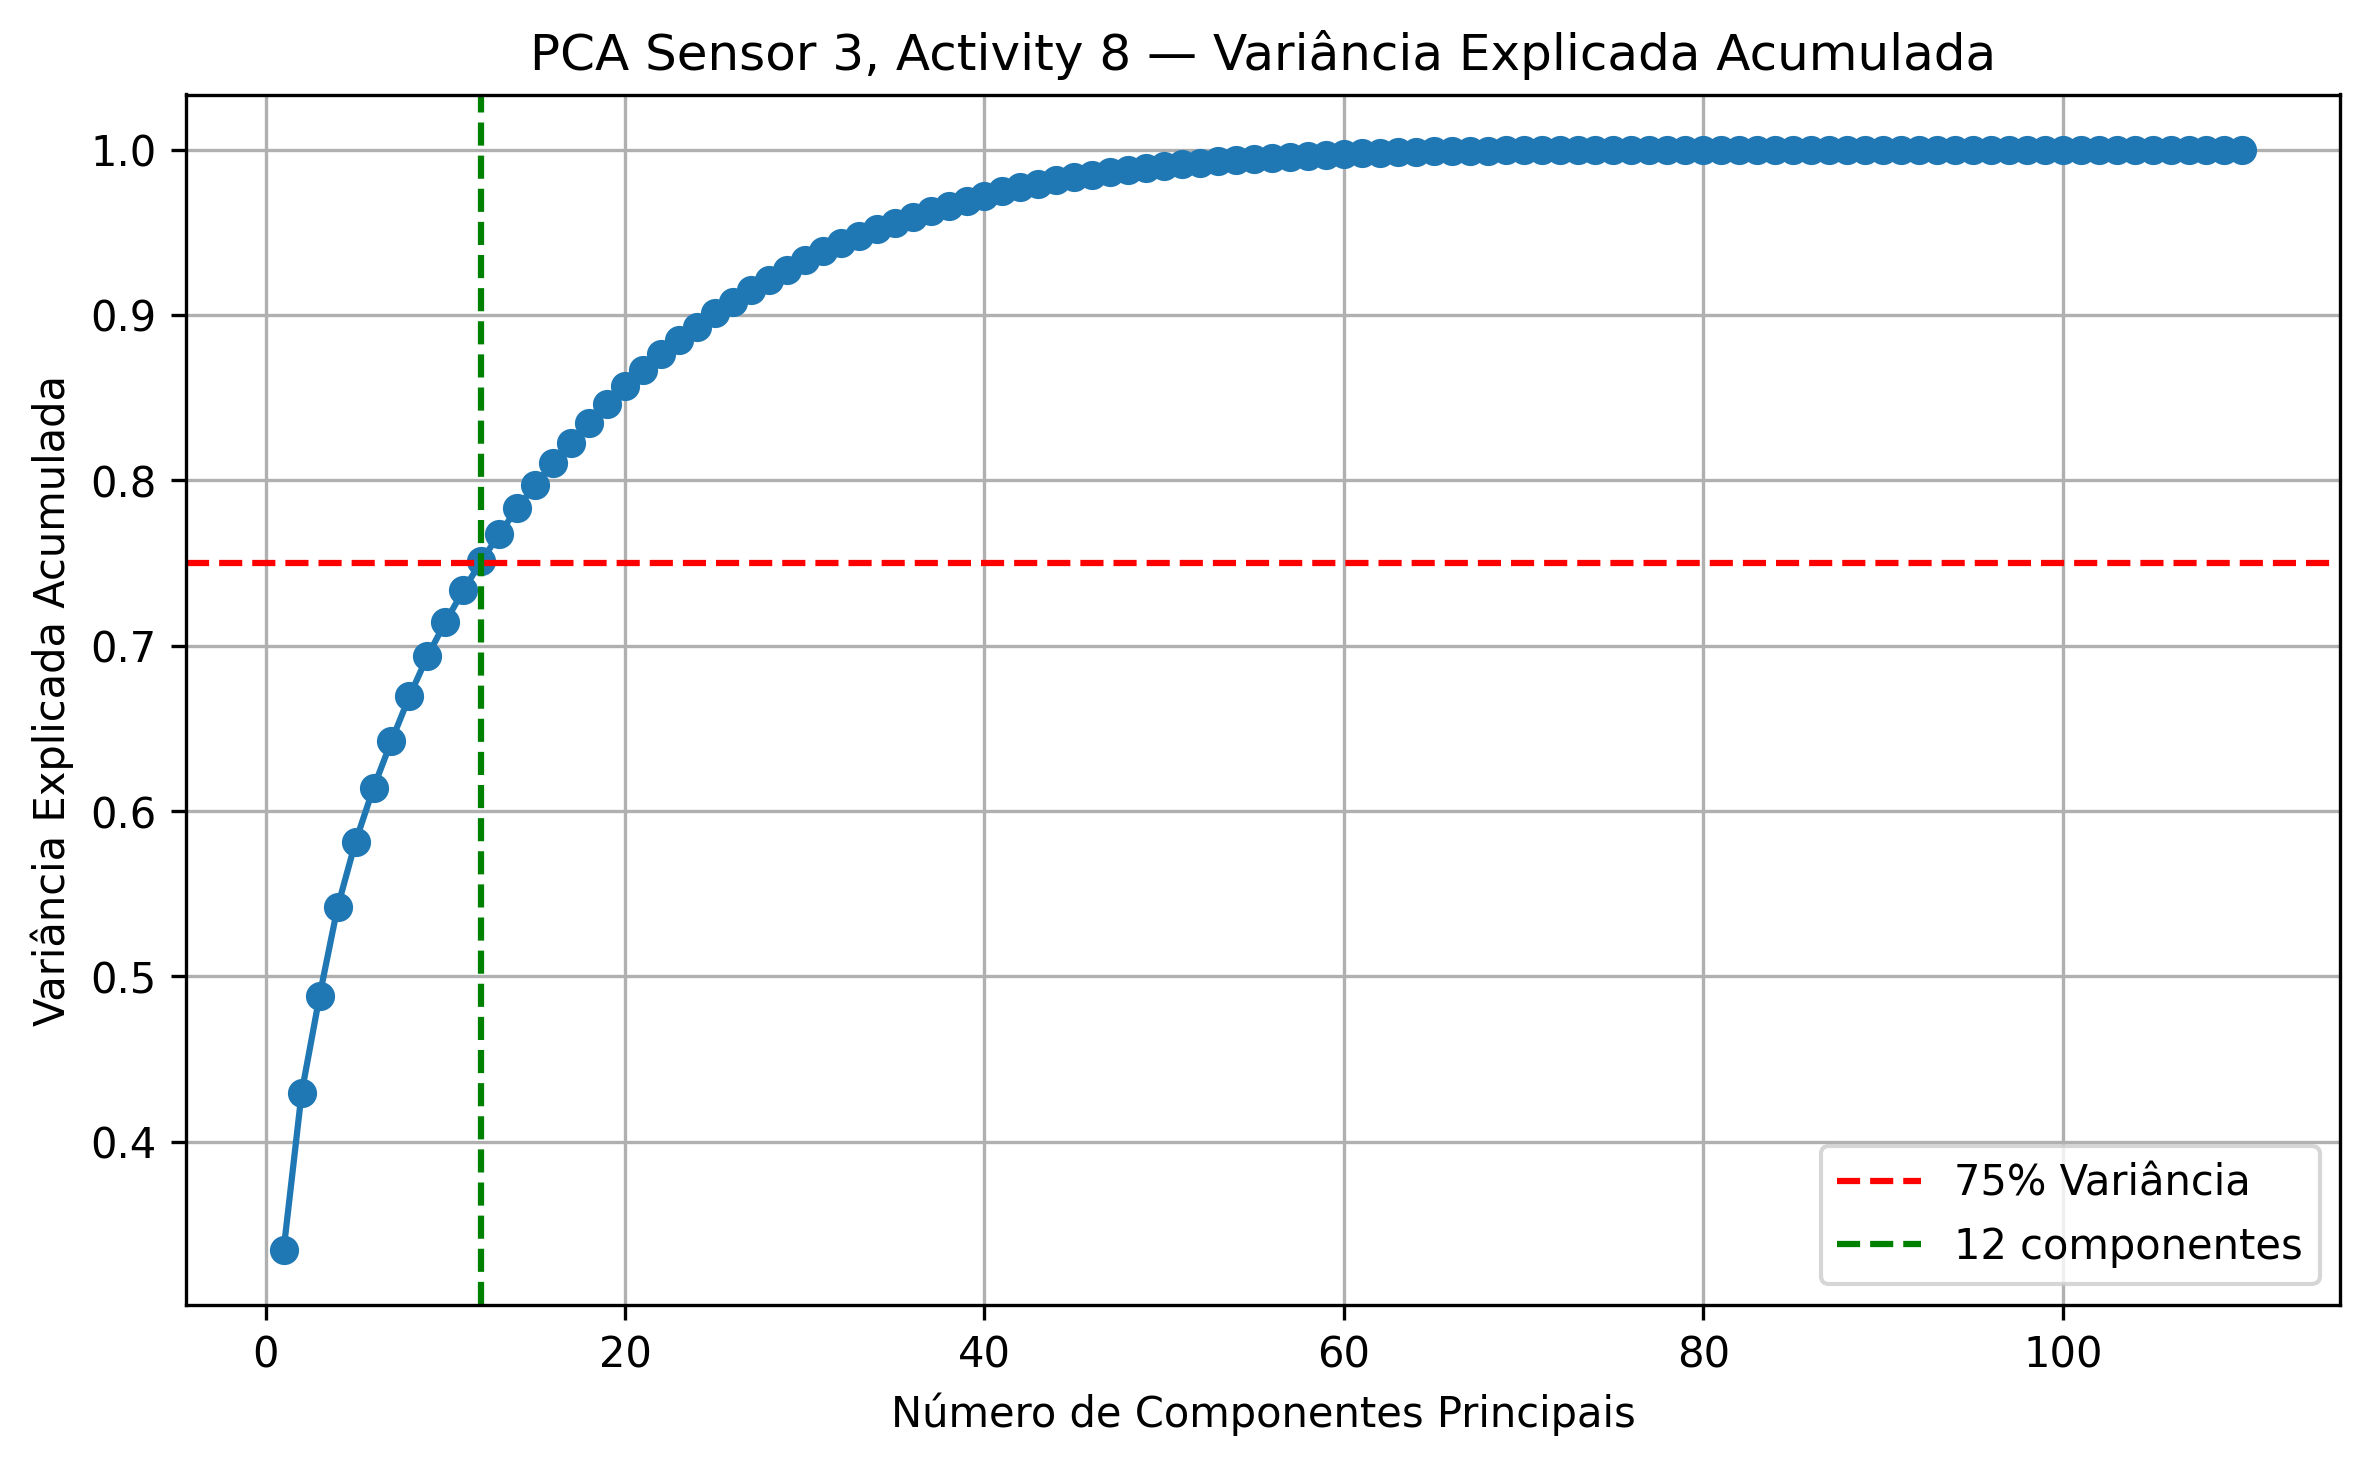 PCA Sensor 3, Activity 8 — Variância Explicada Acumulada
Variância Explicada Acumulada
1.0
0.9
0.8
0.7
0.6
0.5
0.4
75% Variância
12 componentes
0 20 40 60 80 100
Número de Componentes Principais